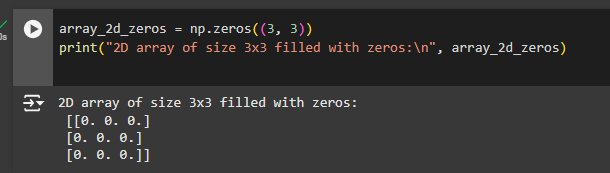 array_2d_zeros = np.zeros((3, 3))
print("2D array of size 3x3 filled with zeros:\n", array_2d_zeros)
2D array of size 3x3 filled with zeros:
[[0. 0. 0.]
[0. 0. 0.]
[0. 0. 0.]]